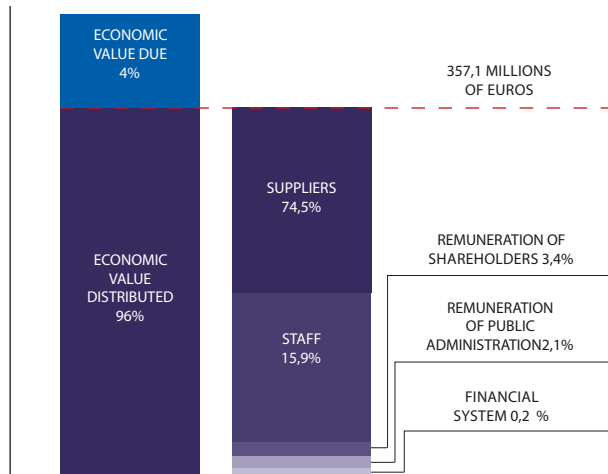 ECONOMIC
VALUE DUE
4%
357,1 MILLIONS
OF EUROS
SUPPLIERS
74,5%
ECONOMIC
VALUE
DISTRIBUTED
96%
REMUNERATION OF
SHAREHOLDERS 3,4%
STAFF
15,9%
REMUNERATION
OF PUBLIC
ADMINISTRATION2,1%
FINANCIAL
SYSTEM 0,2 %